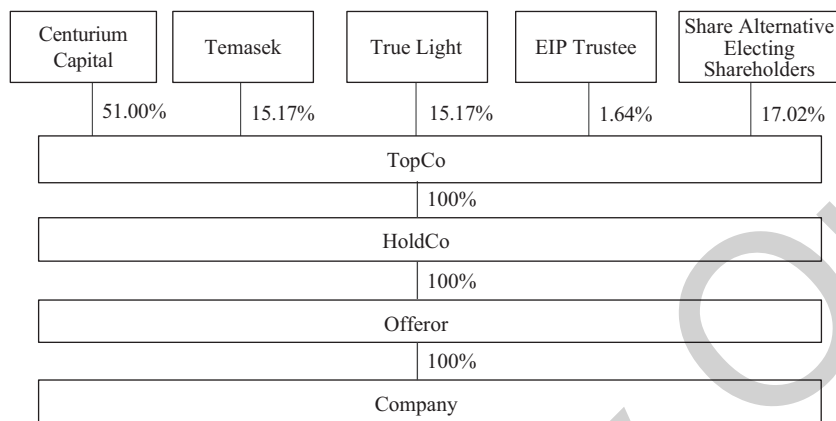 Centurium
Capital
Temasek
True Light
EIP Trustee
Share Alternative
Electing
Shareholders
51.00%
15.17%
15.17%
1.64%
17.02%
TopCo
100%
HoldCo
100%
Offeror
100%
Company